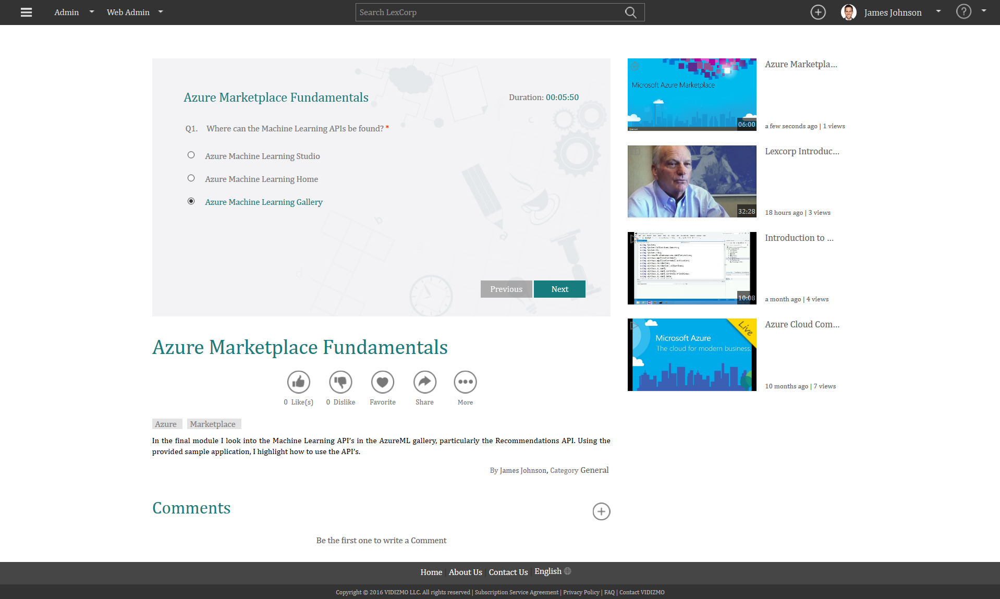 Admin
Web Admin
Search LexCorp
James Johnson
Azure Marketplace Fundamentals
Duration: 00:05:50
Q1. Where can the Machine Learning APIs be found? *
Azure Machine Learning Studio
Azure Machine Learning Home
Azure Machine Learning Gallery
Previous
Next
Microsoft Azure Marketplace
06:00
Azure Marketpla...
a few seconds ago | 1 views
32:28
Lexcorp Introduc...
18 hours ago | 3 views
10:08
Introduction to ...
a month ago | 4 views
Live
Microsoft Azure
The cloud for modern business.
Azure Cloud Com...
10 months ago | 7 views
Azure Marketplace Fundamentals
0 Like(s)
0 Dislike
Favorite
Share
More
Azure
Marketplace
In the final module I look into the Machine Learning API's in the AzureML gallery, particularly the Recommendations API. Using the
provided sample application, I highlight how to use the API's.
By James Johnson, Category General
Comments
Be the first one to write a Comment
Home | About Us | Contact Us | English
Copyright © 2016 VIDIZMO LLC. All rights reserved | Subscription Service Agreement | Privacy Policy | FAQ | Contact VIDIZMO